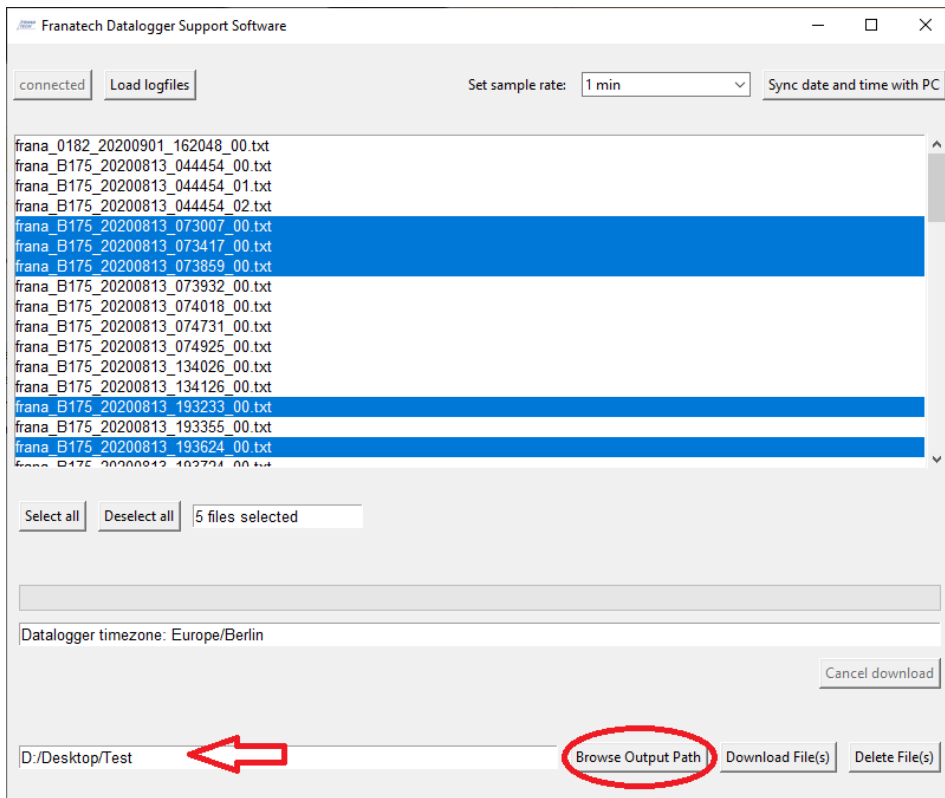 Franatech Datalogger Support Software
connected Load logfiles Set sample rate: 1 min Sync date and time with PC
frana_0182_20200901_162048_00.txt
frana_B175_20200813_044454_00.txt
frana_B175_20200813_044454_01.txt
frana_B175_20200813_044454_02.txt
frana_B175_20200813_073007_00.txt
frana_B175_20200813_073417_00.txt
frana_B175_20200813_073859_00.txt
frana_B175_20200813_073932_00.txt
frana_B175_20200813_074018_00.txt
frana_B175_20200813_074731_00.txt
frana_B175_20200813_074925_00.txt
frana_B175_20200813_134026_00.txt
frana_B175_20200813_134126_00.txt
frana_B175_20200813_193233_00.txt
frana_B175_20200813_193355_00.txt
frana_B175_20200813_193624_00.txt
frana_B175_20200813_193724_00.txt
Select all Deselect all 5 files selected
Datalogger timezone: Europe/Berlin
Cancel download
D:/Desktop/Test Browse Output Path Download File(s) Delete File(s)